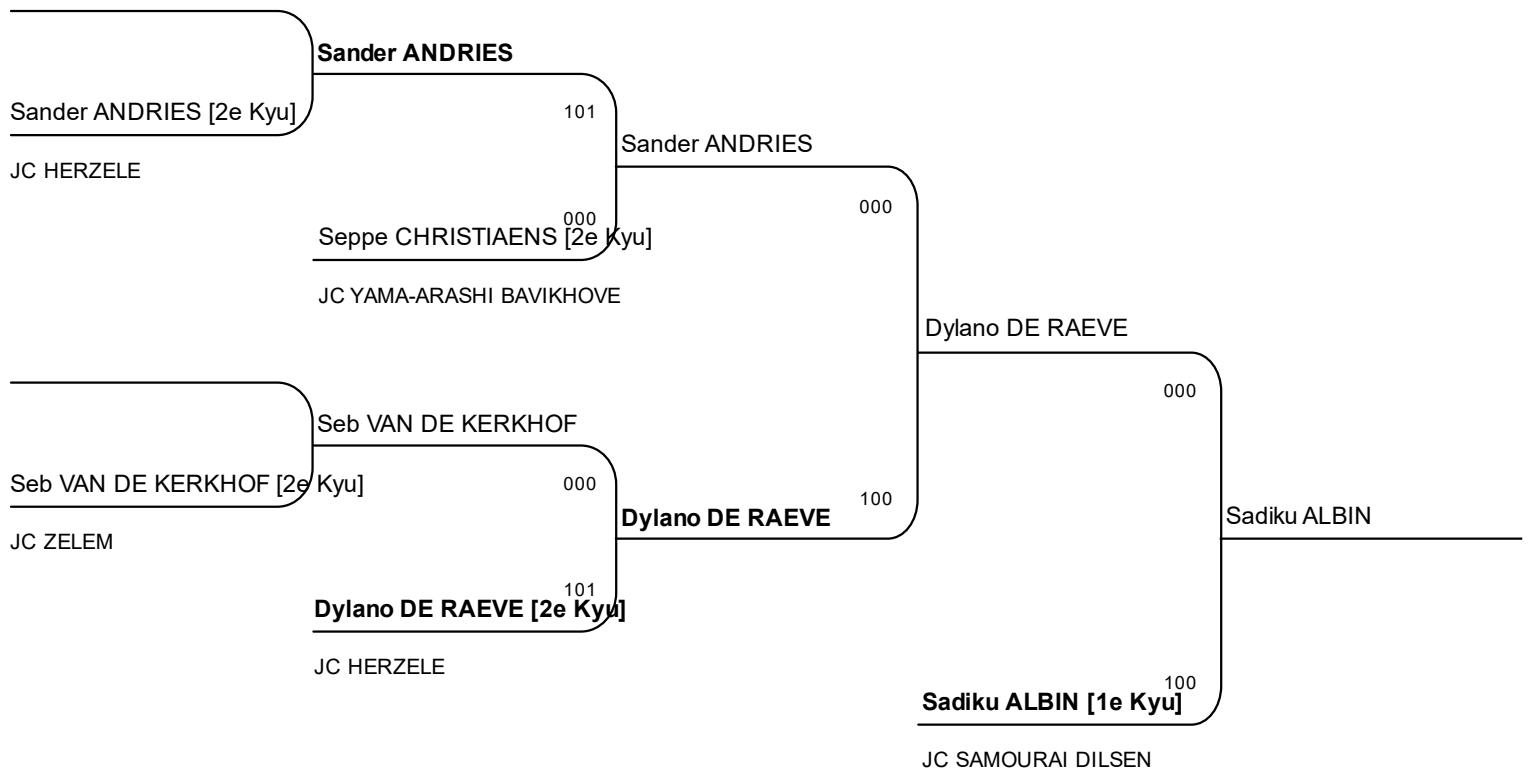 Sander ANDRIES
Sander ANDRIES [2e Kyu]
101
Sander ANDRIES
JC HERZELE
000
000
Seppe CHRISTIAENS [2e Kyu]
JC YAMA-ARASHI BAVIKHOVE
Dylano DE RAEVE
000
Seb VAN DE KERKHOF
Seb VAN DE KERKHOF [2e Kyu]
000
100
Dylano DE RAEVE
Sadiku ALBIN
JC ZELEM
101
Dylano DE RAEVE [2e Kyu]
JC HERZELE
100
Sadiku ALBIN [1e Kyu]
JC SAMOURAI DILSEN